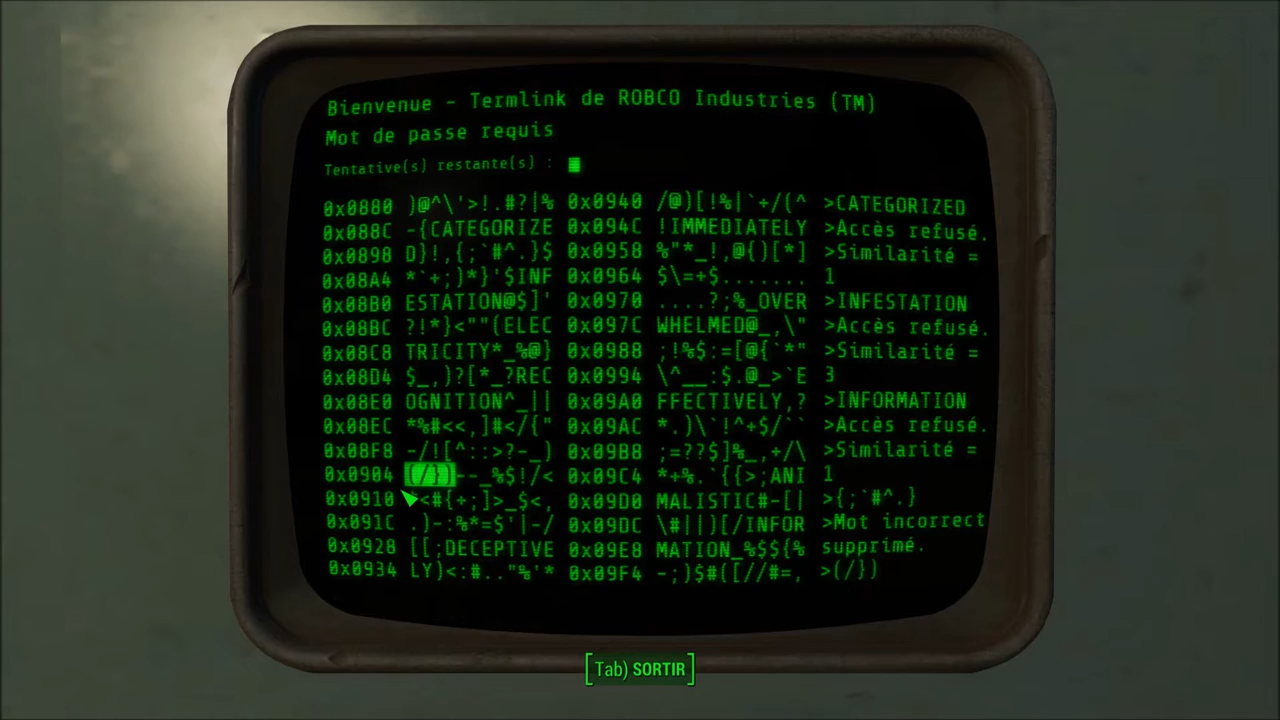 Bienvenue - Termlink de ROBCO Industries (TM)
Mot de passe requis
Tentative(s) restante(s) :
0x0880 )@^\'>!.#?|% 0x0940 /@)[!%|`+/(^ >CATEGORIZED
0x088C -{CATEGORIZE 0x094C !IMMEDIATELY >Accès refusé.
0x0898 D}!,{;`#^.}$ 0x0958 %"*_!,@{)[*] >Similarité =
0x08A4 *`+;)*}'$INF 0x0964 $\=+$....... 1
0x08B0 ESTATION@$]' 0x0970 ....?;%_OVER >INFESTATION
0x08BC ?!*}<""(ELEC 0x097C WHELMED@_,\" >Accès refusé.
0x08C8 TRICITY*_%@} 0x0988 ;!%$:=[@{`*" >Similarité =
0x08D4 $_,)?[*_?REC 0x0994 \^__:$.@_>`E 3
0x08E0 OGNITION^_|| 0x09A0 FFECTIVELY,? >INFORMATION
0x08EC *%#<<,]#</{" 0x09AC *.)\`!^+$/`` >Accès refusé.
0x08F8 -/![^::>?-_) 0x09B8 ;=??$]%_,+/\ >Similarité =
0x0904 (/})--_%$!/< 0x09C4 *+%.`{{>;ANI 1
0x0910 <#{+;]>_$<, 0x09D0 MALISTIC#-[| >{;`#^.}
0x091C .)-:%*=$'|-/ 0x09DC \#||)[/INFOR >Mot incorrect
0x0928 [[;DECEPTIVE 0x09E8 MATION_%$${% supprimé.
0x0934 LY)<:#.."%'* 0x09F4 -;)$#([//#=, >(/})
[Tab) SORTIR]